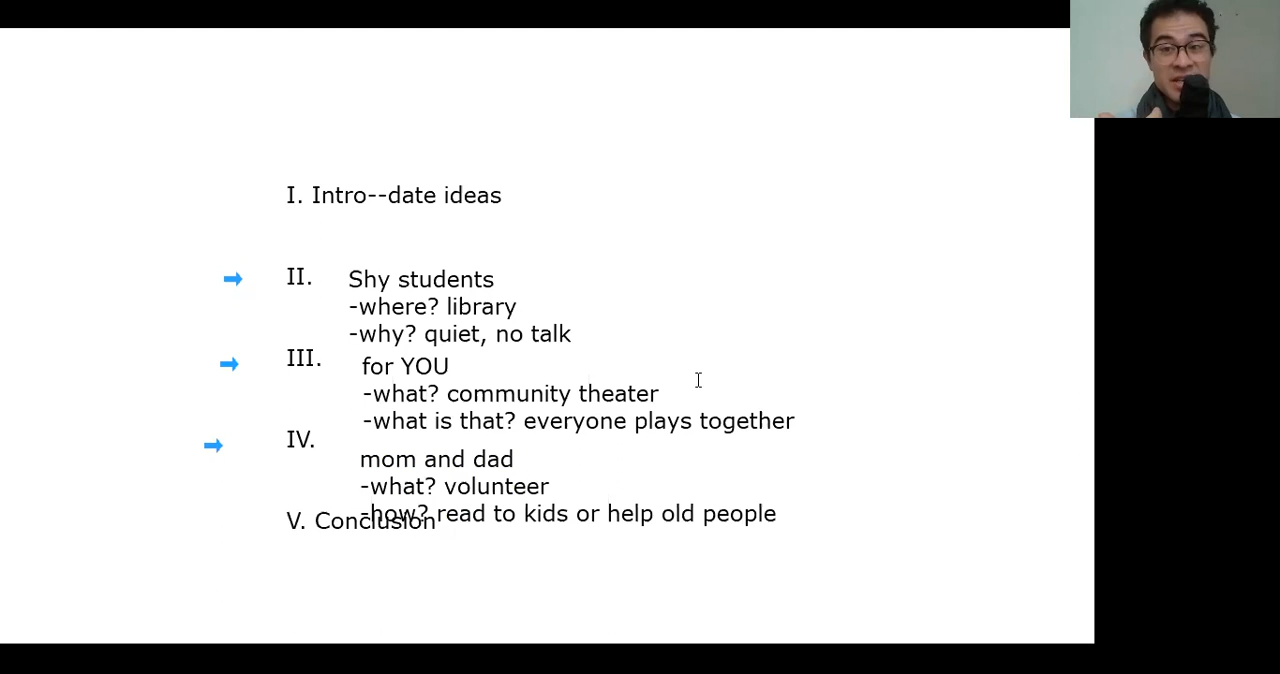 I. Intro--date ideas
II. Shy students
-where? library
-why? quiet, no talk
III. for YOU
-what? community theater
-what is that? everyone plays together
IV. mom and dad
-what? volunteer
-how? read to kids or help old people
V. Conclusion